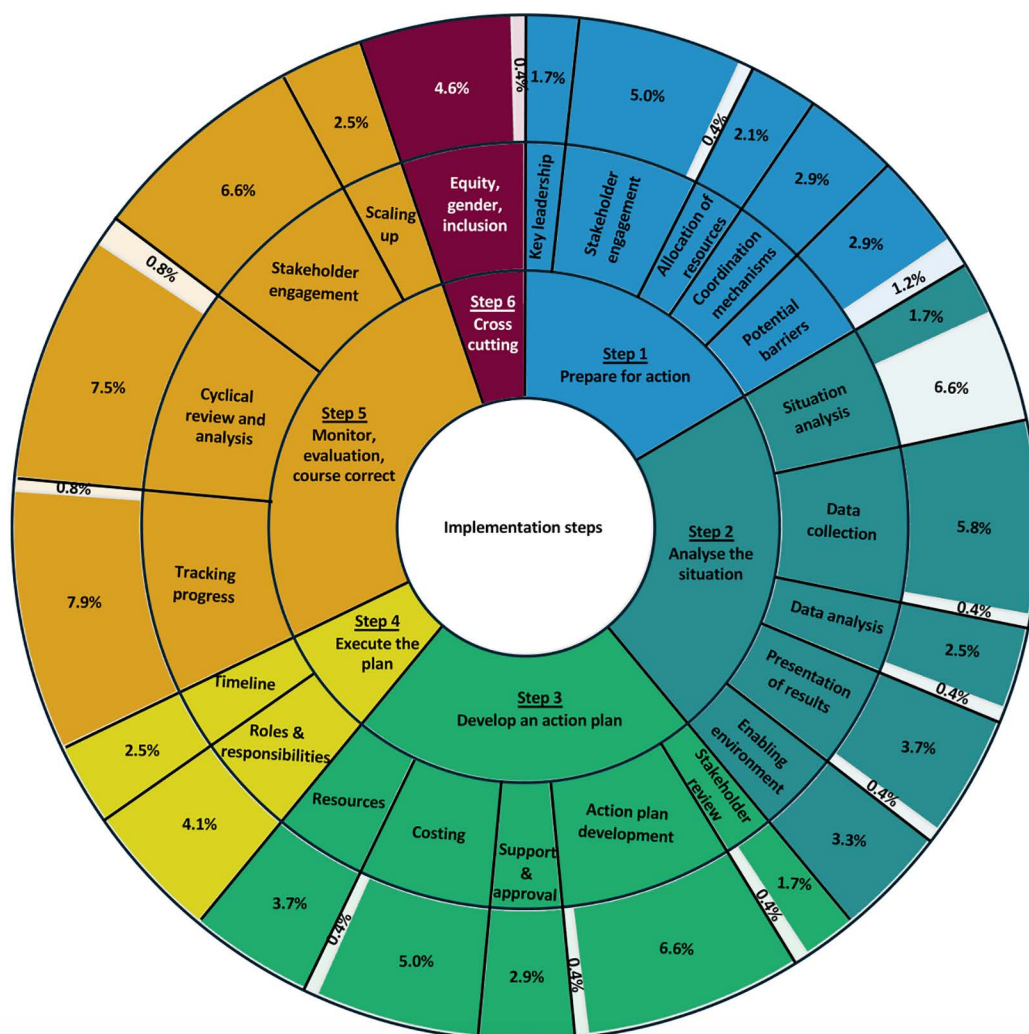 Implementation steps
Step 1
Prepare for action
Key leadership
1.7%
Stakeholder
engagement
5.0%
0.4%
Allocation of
resources
2.1%
Coordination
mechanisms
2.9%
Potential
barriers
2.9%
1.2%
Step 2
Analyse the
situation
Situation
analysis
1.7%
6.6%
Data
collection
5.8%
0.4%
Data analysis
2.5%
0.4%
Presentation
of results
3.7%
0.4%
Enabling
environment
3.3%
Step 3
Develop an action plan
Stakeholder
review
1.7%
0.4%
Action plan
development
6.6%
0.4%
Support
&
approval
2.9%
Costing
5.0%
0.4%
Resources
3.7%
Step 4
Execute the
plan
Roles &
responsibilities
4.1%
Timeline
2.5%
Step 5
Monitor,
evaluation,
course correct
Tracking
progress
7.9%
0.8%
Cyclical
review and
analysis
7.5%
0.8%
Stakeholder
engagement
6.6%
Scaling
up
2.5%
Step 6
Cross
cutting
Equity,
gender,
inclusion
4.6%
0.4%